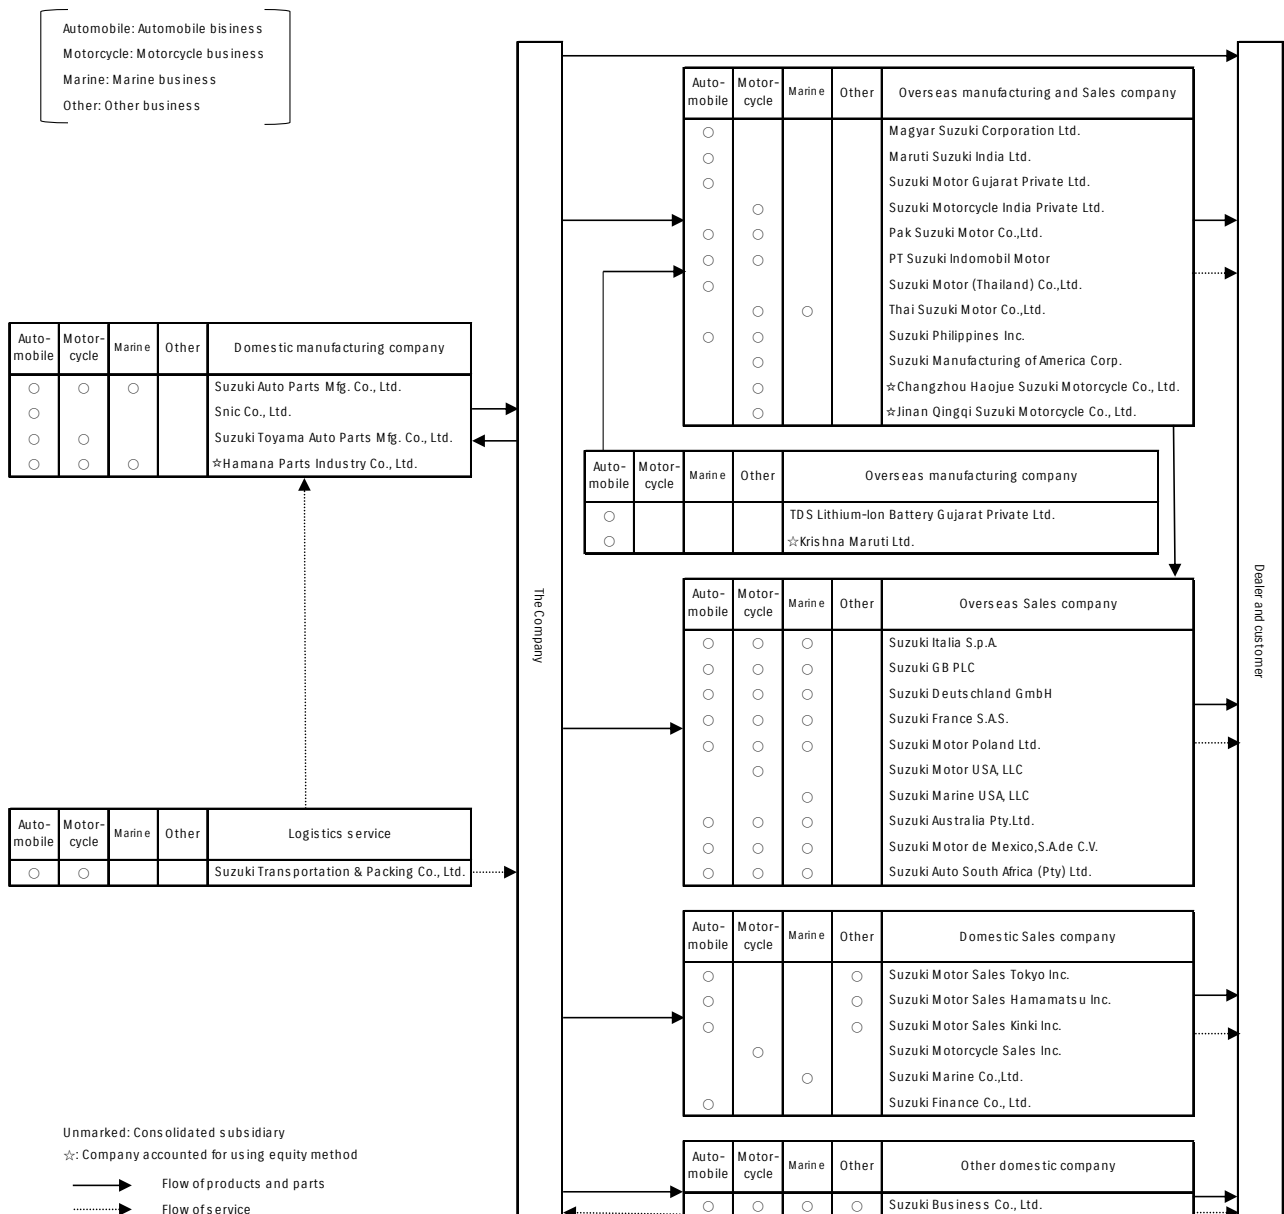 Automobile: Automobile bisiness
Motorcycle: Motorcycle business
Marine: Marine business
Other: Other business
Auto-mobile Motor-cycle Marine Other Overseas manufacturing and Sales company
○ Magyar Suzuki Corporation Ltd.
○ Maruti Suzuki India Ltd.
○ Suzuki Motor Gujarat Private Ltd.
○ Suzuki Motorcycle India Private Ltd.
○ ○ Pak Suzuki Motor Co.,Ltd.
○ ○ PT Suzuki Indomobil Motor
○ Suzuki Motor (Thailand) Co.,Ltd.
○ ○ Thai Suzuki Motor Co.,Ltd.
○ ○ Suzuki Philippines Inc.
○ Suzuki Manufacturing of America Corp.
○ ☆Changzhou Haojue Suzuki Motorcycle Co., Ltd.
○ ☆Jinan Qingqi Suzuki Motorcycle Co., Ltd.
Auto-mobile Motor-cycle Marine Other Domestic manufacturing company
○ ○ ○ Suzuki Auto Parts Mfg. Co., Ltd.
○ Snic Co., Ltd.
○ ○ Suzuki Toyama Auto Parts Mfg. Co., Ltd.
○ ○ ○ ☆Hamana Parts Industry Co., Ltd.
Auto-mobile Motor-cycle Marine Other Overseas manufacturing company
○ TDS Lithium-Ion Battery Gujarat Private Ltd.
○ ☆Krishna Maruti Ltd.
The Company
Dealer and customer
Auto-mobile Motor-cycle Marine Other Overseas Sales company
○ ○ ○ Suzuki Italia S.p.A.
○ ○ ○ Suzuki GB PLC
○ ○ ○ Suzuki Deutschland GmbH
○ ○ ○ Suzuki France S.A.S.
○ ○ ○ Suzuki Motor Poland Ltd.
○ Suzuki Motor USA, LLC
○ Suzuki Marine USA, LLC
○ ○ ○ Suzuki Australia Pty.Ltd.
○ ○ ○ Suzuki Motor de Mexico,S.A.de C.V.
○ ○ ○ Suzuki Auto South Africa (Pty) Ltd.
Auto-mobile Motor-cycle Marine Other Logistics service
○ ○ Suzuki Transportation & Packing Co., Ltd.
Auto-mobile Motor-cycle Marine Other Domestic Sales company
○ ○ Suzuki Motor Sales Tokyo Inc.
○ ○ Suzuki Motor Sales Hamamatsu Inc.
○ ○ Suzuki Motor Sales Kinki Inc.
○ Suzuki Motorcycle Sales Inc.
○ Suzuki Marine Co.,Ltd.
○ Suzuki Finance Co., Ltd.
Auto-mobile Motor-cycle Marine Other Other domestic company
○ ○ ○ ○ Suzuki Business Co., Ltd.
Unmarked: Consolidated subsidiary
☆: Company accounted for using equity method
Flow of products and parts
Flow of service